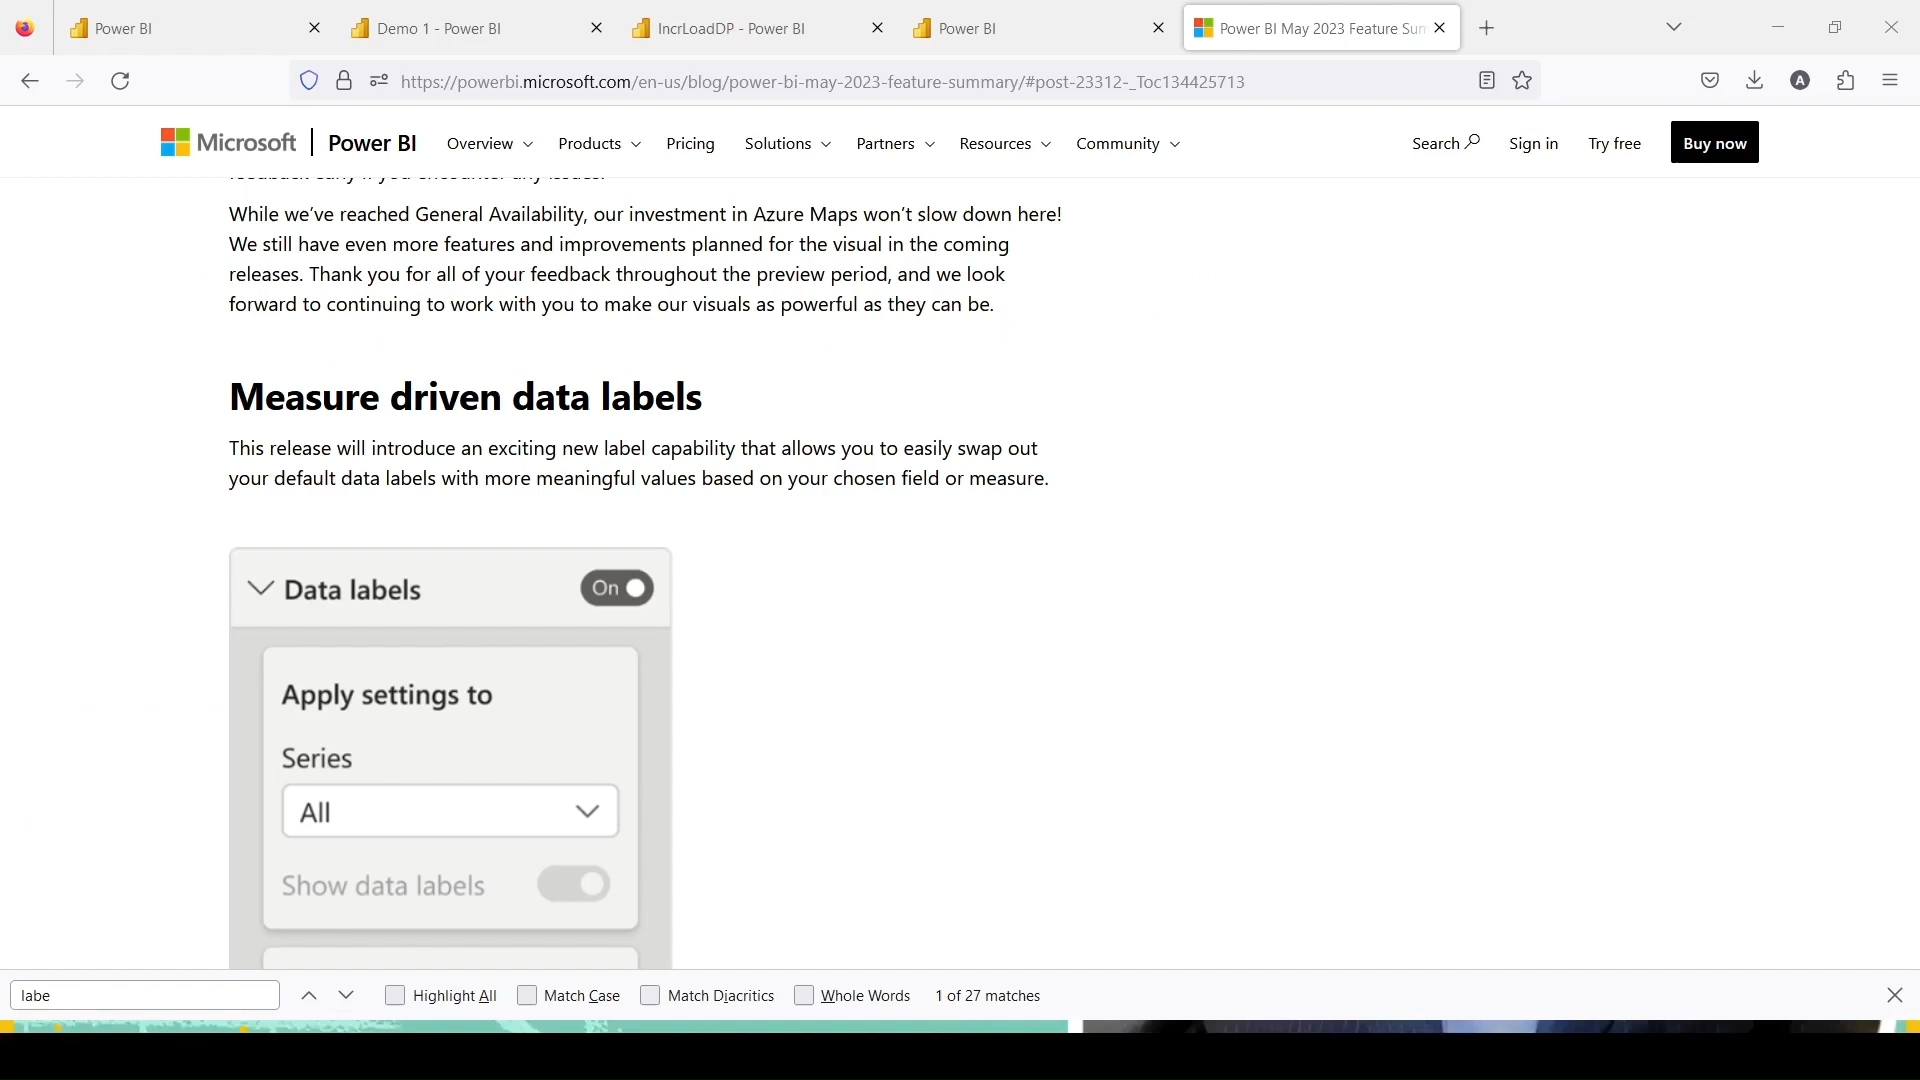 Power BI
Demo 1 - Power BI
IncrLoadDP - Power BI
Power BI
Power BI May 2023 Feature Sum
https://powerbi.microsoft.com/en-us/blog/power-bi-may-2023-feature-summary/#post-23312-_Toc134425713
A
Microsoft
Power BI
Overview
Products
Pricing
Solutions
Partners
Resources
Community
Search
Sign in
Try free
Buy now
feedback early if you encounter any issues.
While we’ve reached General Availability, our investment in Azure Maps won’t slow down here!
We still have even more features and improvements planned for the visual in the coming
releases. Thank you for all of your feedback throughout the preview period, and we look
forward to continuing to work with you to make our visuals as powerful as they can be.
Measure driven data labels
This release will introduce an exciting new label capability that allows you to easily swap out
your default data labels with more meaningful values based on your chosen field or measure.
Data labels
On
Apply settings to
Series
All
Show data labels
labe
Highlight All
Match Case
Match Diacritics
Whole Words
1 of 27 matches